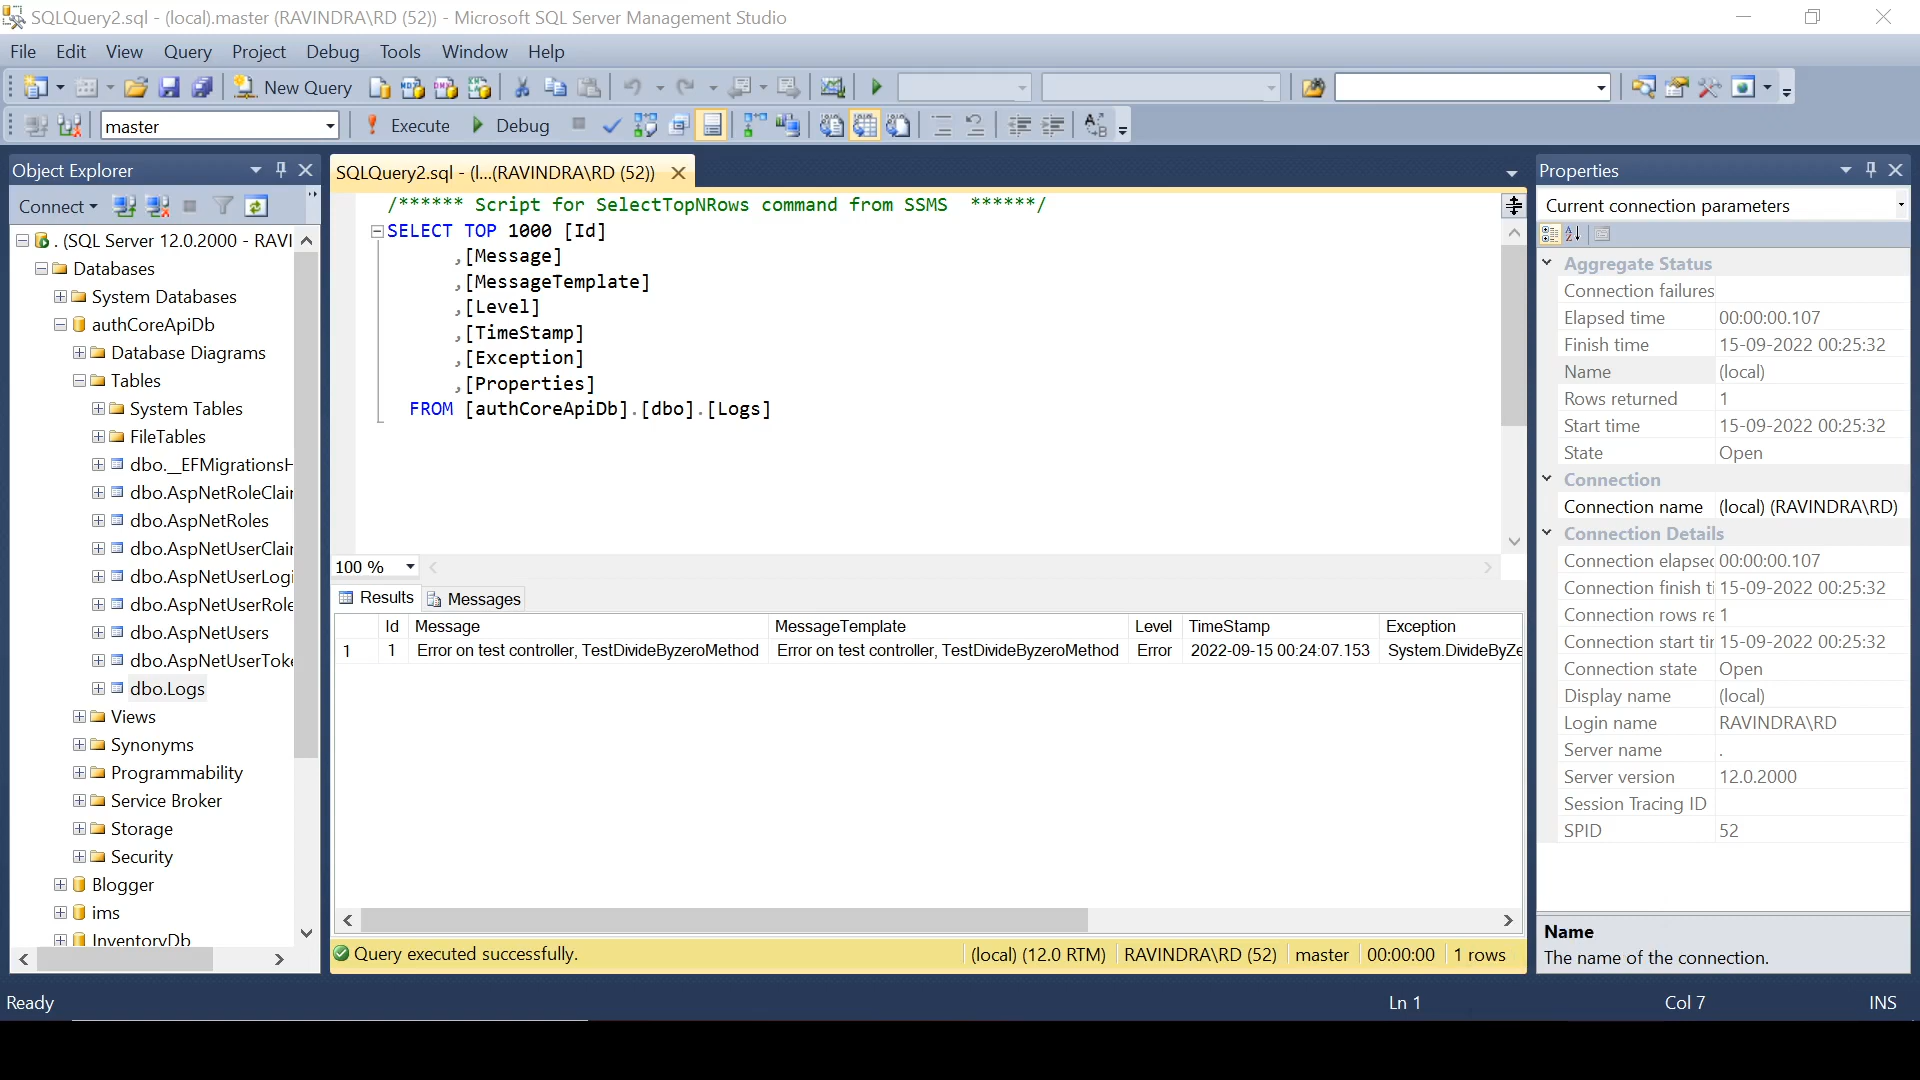 SQLQuery2.sql - (local).master (RAVINDRA\RD (52)) - Microsoft SQL Server Management Studio
File Edit View Query Project Debug Tools Window Help
New Query
master Execute Debug
Object Explorer
Connect
. (SQL Server 12.0.2000 - RAVI
Databases
System Databases
authCoreApiDb
Database Diagrams
Tables
System Tables
FileTables
dbo.__EFMigrationsH
dbo.AspNetRoleClai
dbo.AspNetRoles
dbo.AspNetUserClai
dbo.AspNetUserLogi
dbo.AspNetUserRole
dbo.AspNetUsers
dbo.AspNetUserToke
dbo.Logs
Views
Synonyms
Programmability
Service Broker
Storage
Security
Blogger
ims
InventoryDb
SQLQuery2.sql - (l...(RAVINDRA\RD (52))
/****** Script for SelectTopNRows command from SSMS ******/
SELECT TOP 1000 [Id]
,[Message]
,[MessageTemplate]
,[Level]
,[TimeStamp]
,[Exception]
,[Properties]
FROM [authCoreApiDb].[dbo].[Logs]
100 %
Results Messages
Id Message MessageTemplate Level TimeStamp Exception
1 1 Error on test controller, TestDivideByzeroMethod Error on test controller, TestDivideByzeroMethod Error 2022-09-15 00:24:07.153 System.DivideByZe
Query executed successfully. (local) (12.0 RTM) RAVINDRA\RD (52) master 00:00:00 1 rows
Properties
Current connection parameters
Aggregate Status
Connection failures
Elapsed time 00:00:00.107
Finish time 15-09-2022 00:25:32
Name (local)
Rows returned 1
Start time 15-09-2022 00:25:32
State Open
Connection
Connection name (local) (RAVINDRA\RD)
Connection Details
Connection elapsec 00:00:00.107
Connection finish ti 15-09-2022 00:25:32
Connection rows re 1
Connection start tir 15-09-2022 00:25:32
Connection state Open
Display name (local)
Login name RAVINDRA\RD
Server name .
Server version 12.0.2000
Session Tracing ID
SPID 52
Name
The name of the connection.
Ready Ln 1 Col 7 INS